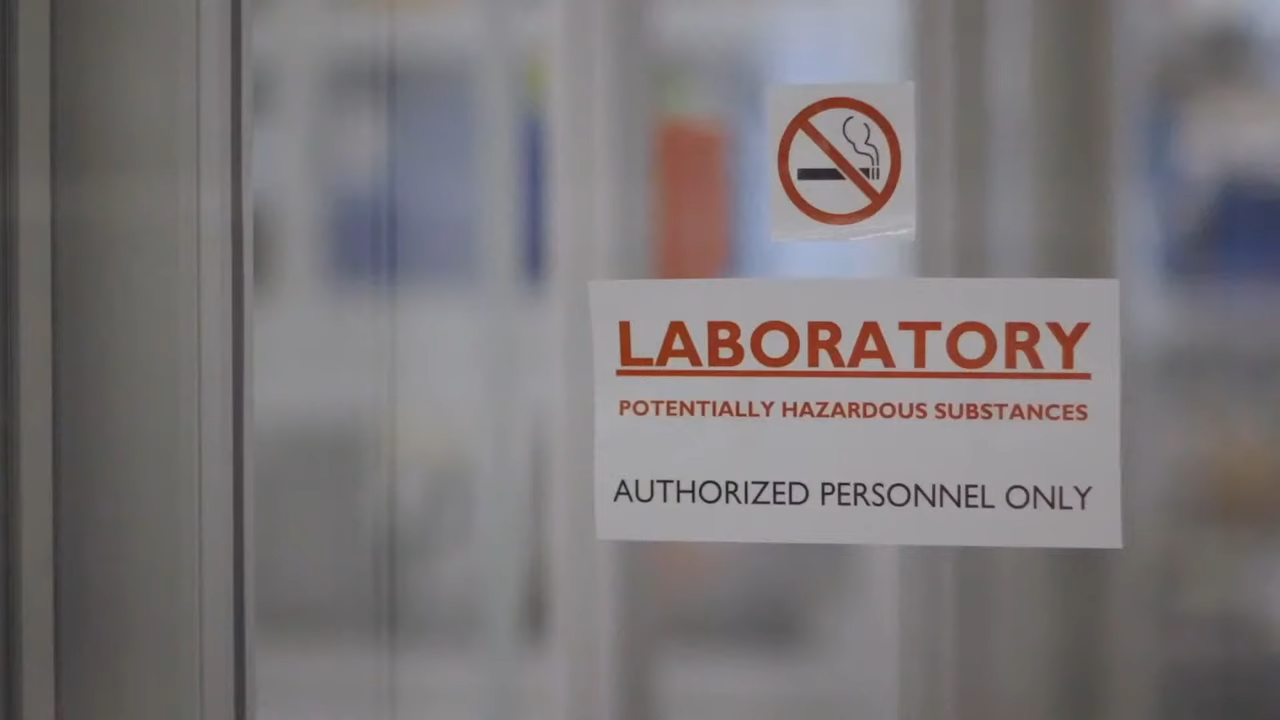 LABORATORY
POTENTIALLY HAZARDOUS SUBSTANCES
AUTHORIZED PERSONNEL ONLY